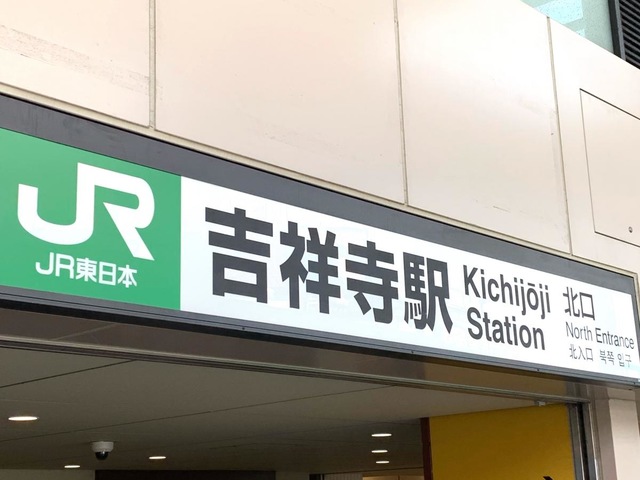 JR
JR東日本
吉祥寺駅
Kichijōji
Station
北口
North Entrance
北入口 북쪽 입구